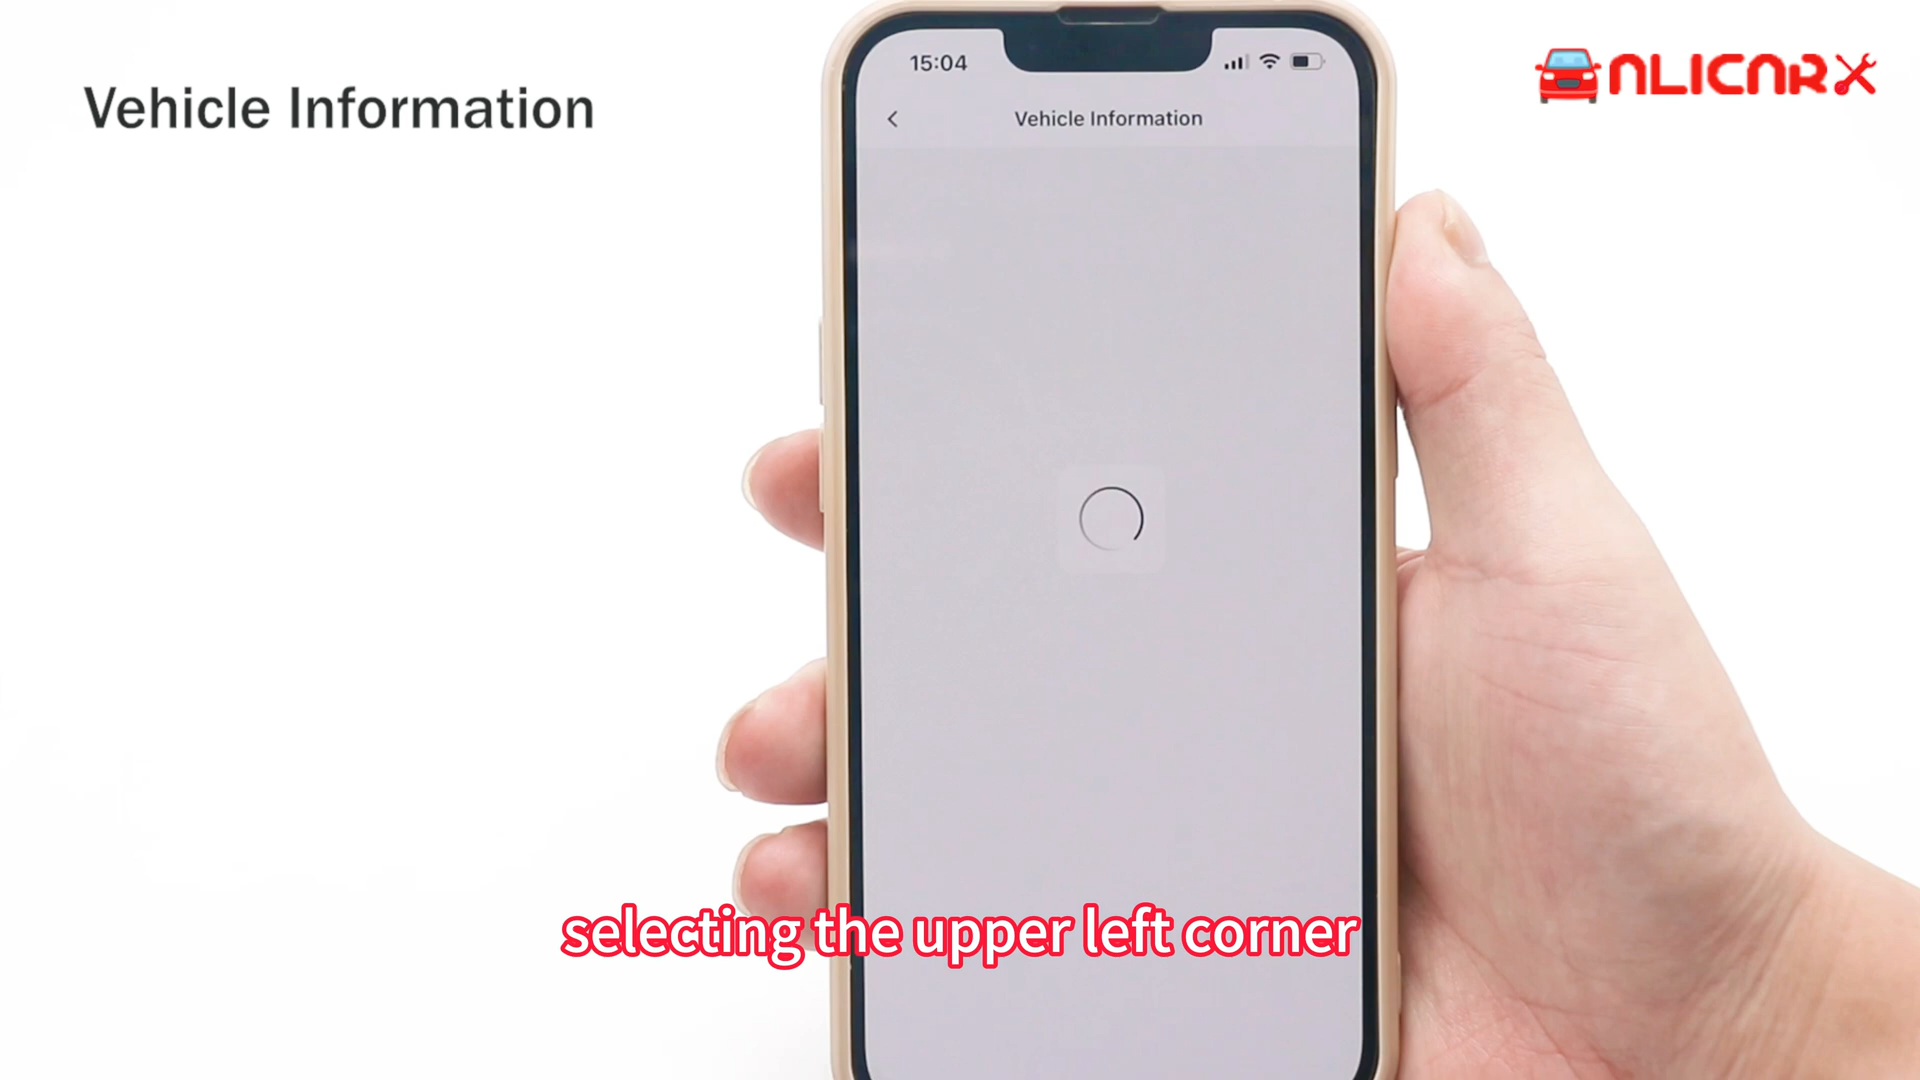 Vehicle Information
15:04
Vehicle Information
ALICARX
selecting the upper left corner